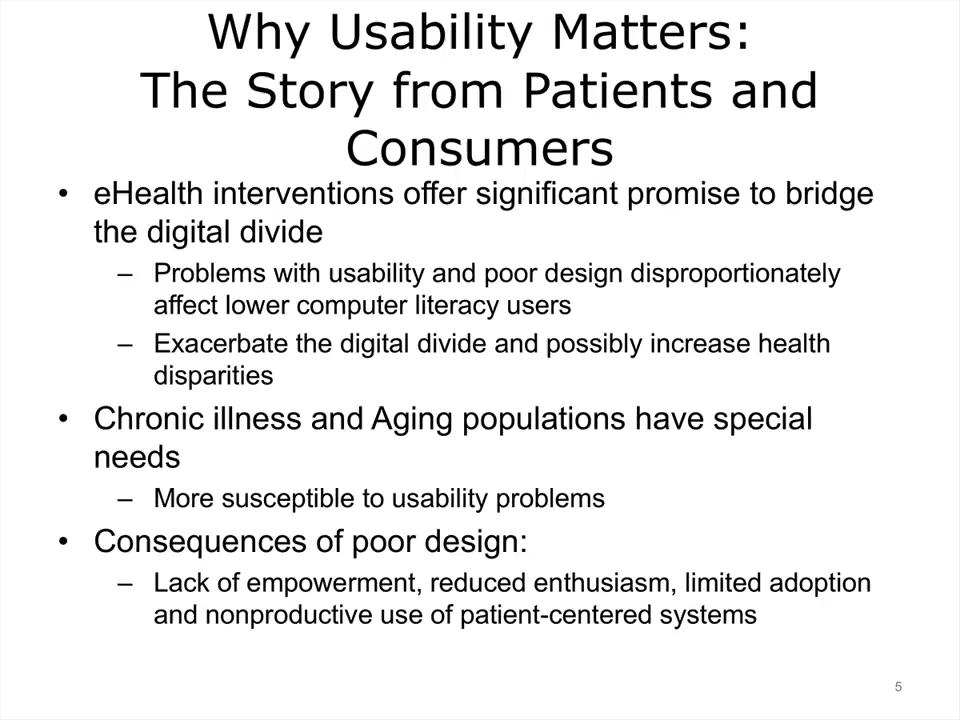 Why Usability Matters:
The Story from Patients and
Consumers
• eHealth interventions offer significant promise to bridge
the digital divide
– Problems with usability and poor design disproportionately
affect lower computer literacy users
– Exacerbate the digital divide and possibly increase health
disparities
• Chronic illness and Aging populations have special
needs
– More susceptible to usability problems
• Consequences of poor design:
– Lack of empowerment, reduced enthusiasm, limited adoption
and nonproductive use of patient-centered systems
5